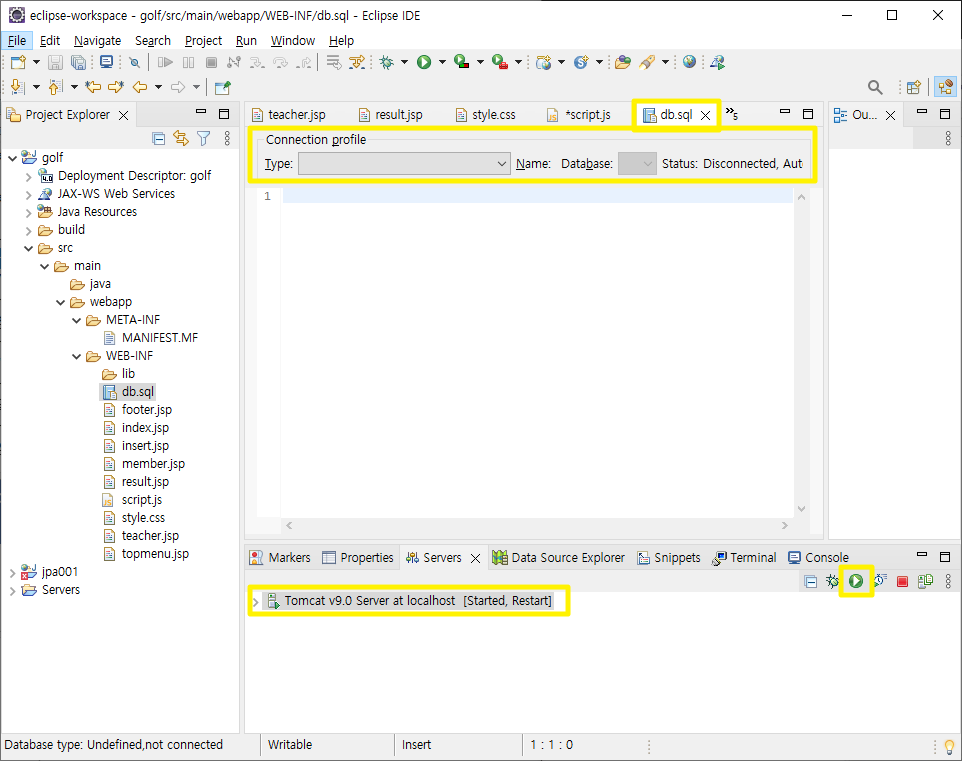 eclipse-workspace - golf/src/main/webapp/WEB-INF/db.sql - Eclipse IDE
File Edit Navigate Search Project Run Window Help
Project Explorer
golf
Deployment Descriptor: golf
JAX-WS Web Services
Java Resources
build
src
main
java
webapp
META-INF
MANIFEST.MF
WEB-INF
lib
db.sql
footer.jsp
index.jsp
insert.jsp
member.jsp
result.jsp
script.js
style.css
teacher.jsp
topmenu.jsp
jpa001
Servers
teacher.jsp result.jsp style.css *script.js db.sql »5
Connection profile
Type: Name: Database: Status: Disconnected, Aut
1
Ou...
Markers Properties Servers Data Source Explorer Snippets Terminal Console
Tomcat v9.0 Server at localhost [Started, Restart]
Database type: Undefined,not connected Writable Insert 1 : 1 : 0